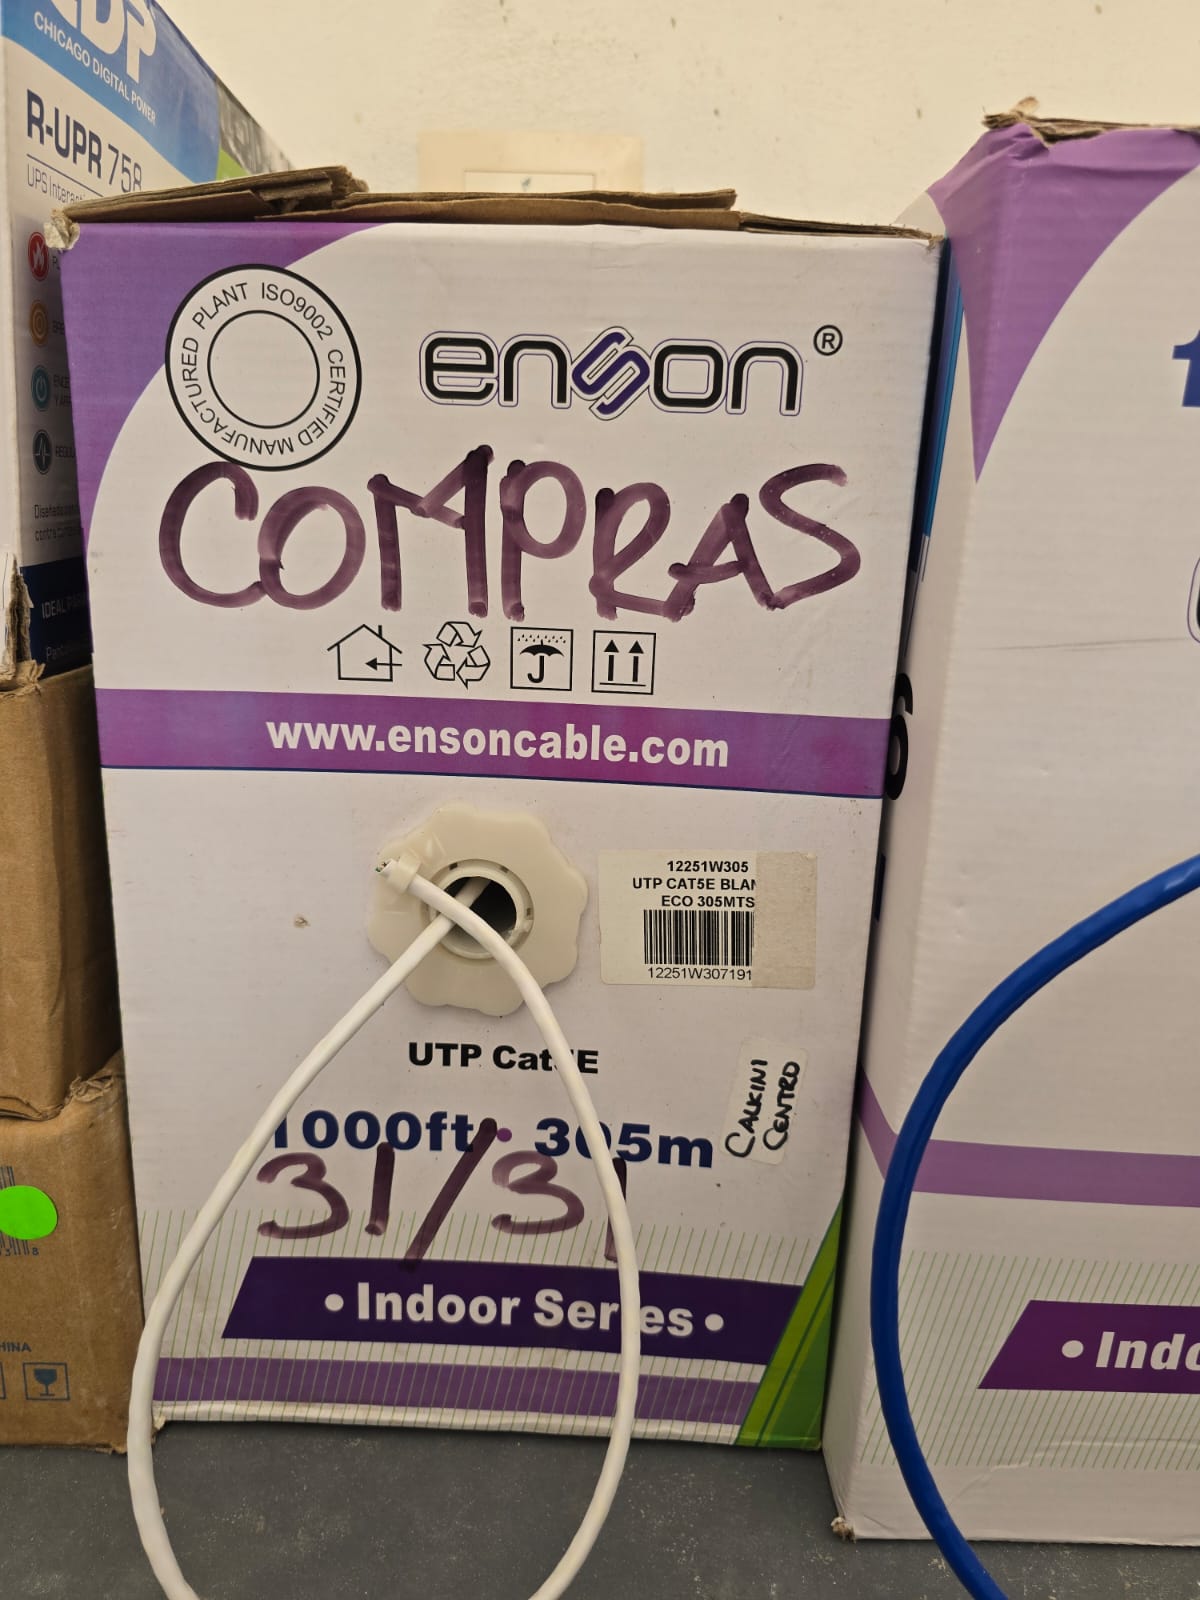 CHICAGO DIGITAL POWER
R-UPR 758
MANUFACTURED PLANT ISO9002 CERTIFIED
enson®
COMPRAS
www.ensoncable.com
12251W305
UTP CAT5E BLAN
ECO 305MTS
12251W307191
UTP Cat5E
CALKINI
CENTRO
1000ft · 305m
31/31
• Indoor Series •
• Indo
HINA